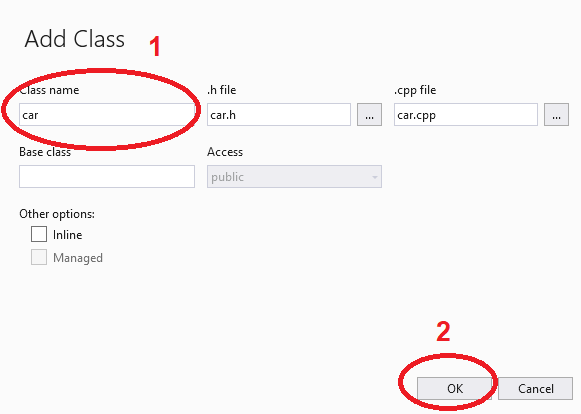 Add Class 1
Class name .h file .cpp file
car car.h ... car.cpp ...
Base class Access
public
Other options:
Inline
Managed
2
OK Cancel